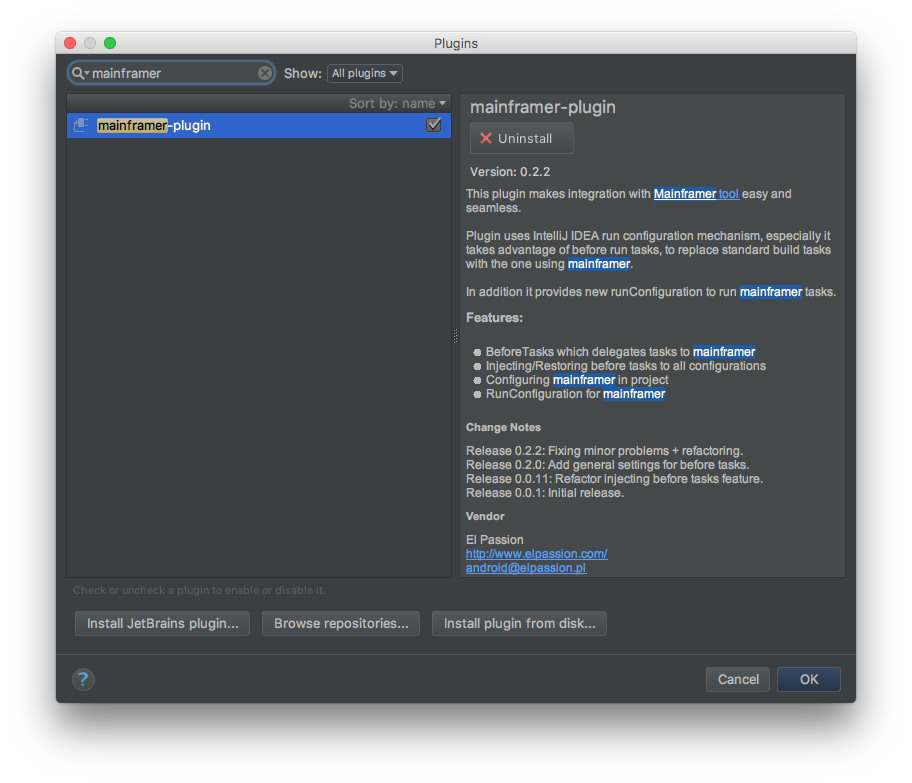 Plugins
mainframer
Show: All plugins
Sort by: name
mainframer-plugin
mainframer-plugin
Uninstall
Version: 0.2.2
This plugin makes integration with Mainframer tool easy and
seamless.
Plugin uses IntelliJ IDEA run configuration mechanism, especially it
takes advantage of before run tasks, to replace standard build tasks
with the one using mainframer.
In addition it provides new runConfiguration to run mainframer tasks.
Features:
BeforeTasks which delegates tasks to mainframer
Injecting/Restoring before tasks to all configurations
Configuring mainframer in project
RunConfiguration for mainframer
Change Notes
Release 0.2.2: Fixing minor problems + refactoring.
Release 0.2.0: Add general settings for before tasks.
Release 0.0.11: Refactor injecting before tasks feature.
Release 0.0.1: Initial release.
Vendor
El Passion
http://www.elpassion.com/
android@elpassion.pl
Check or uncheck a plugin to enable or disable it.
Install JetBrains plugin... Browse repositories... Install plugin from disk...
? Cancel OK